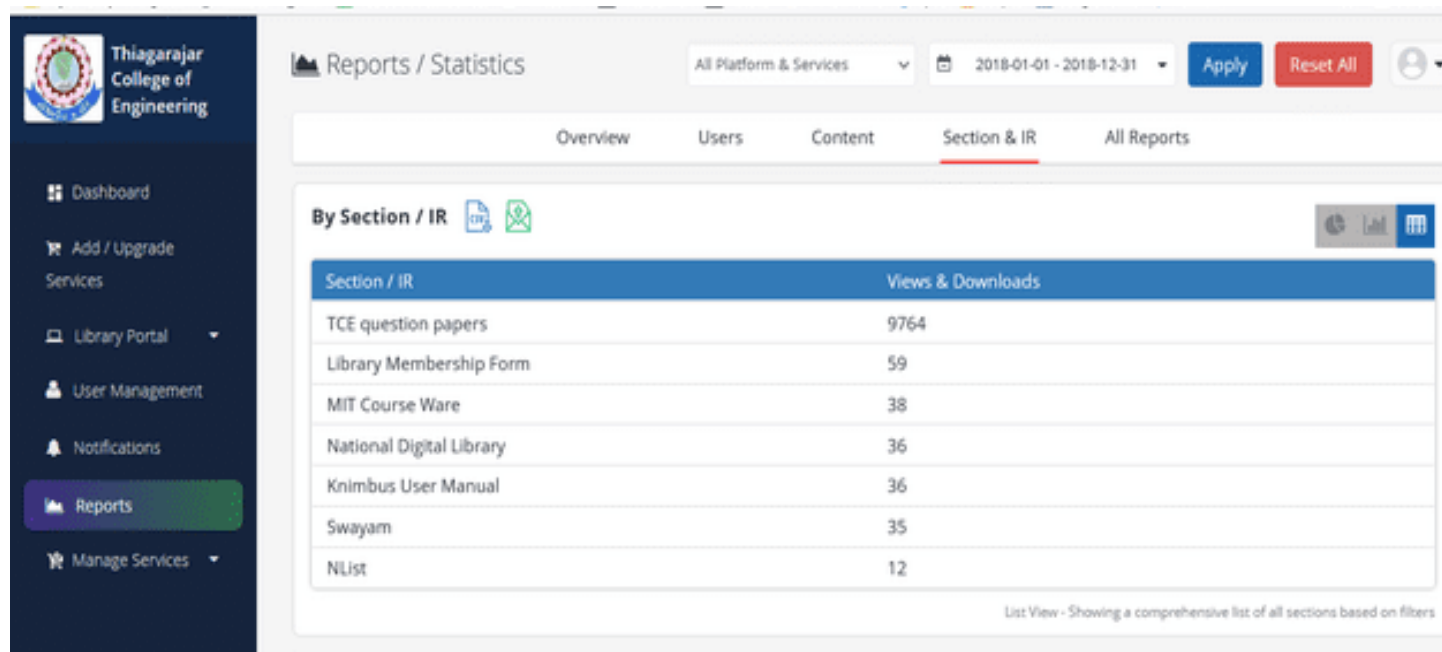 Thiagarajar
College of
Engineering
Dashboard
Add / Upgrade
Services
Library Portal
User Management
Notifications
Reports
Manage Services
Reports / Statistics
All Platform & Services
2018-01-01 - 2018-12-31
Apply
Reset All
Overview Users Content Section & IR All Reports
By Section / IR
Section / IR Views & Downloads
TCE question papers 9764
Library Membership Form 59
MIT Course Ware 38
National Digital Library 36
Knimbus User Manual 36
Swayam 35
NList 12
List View - Showing a comprehensive list of all sections based on filters